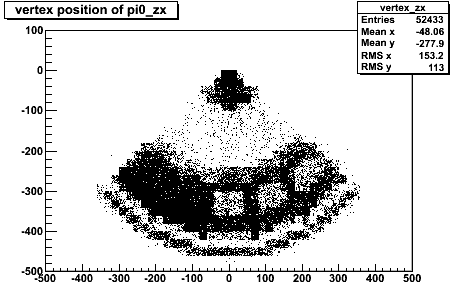 vertex position of pi0_zx
vertex_zx
Entries 52433
Mean x -48.06
Mean y -277.9
RMS x 153.2
RMS y 113
100
0
-100
-200
-300
-400
-500
-500 -400 -300 -200 -100 0 100 200 300 400 500